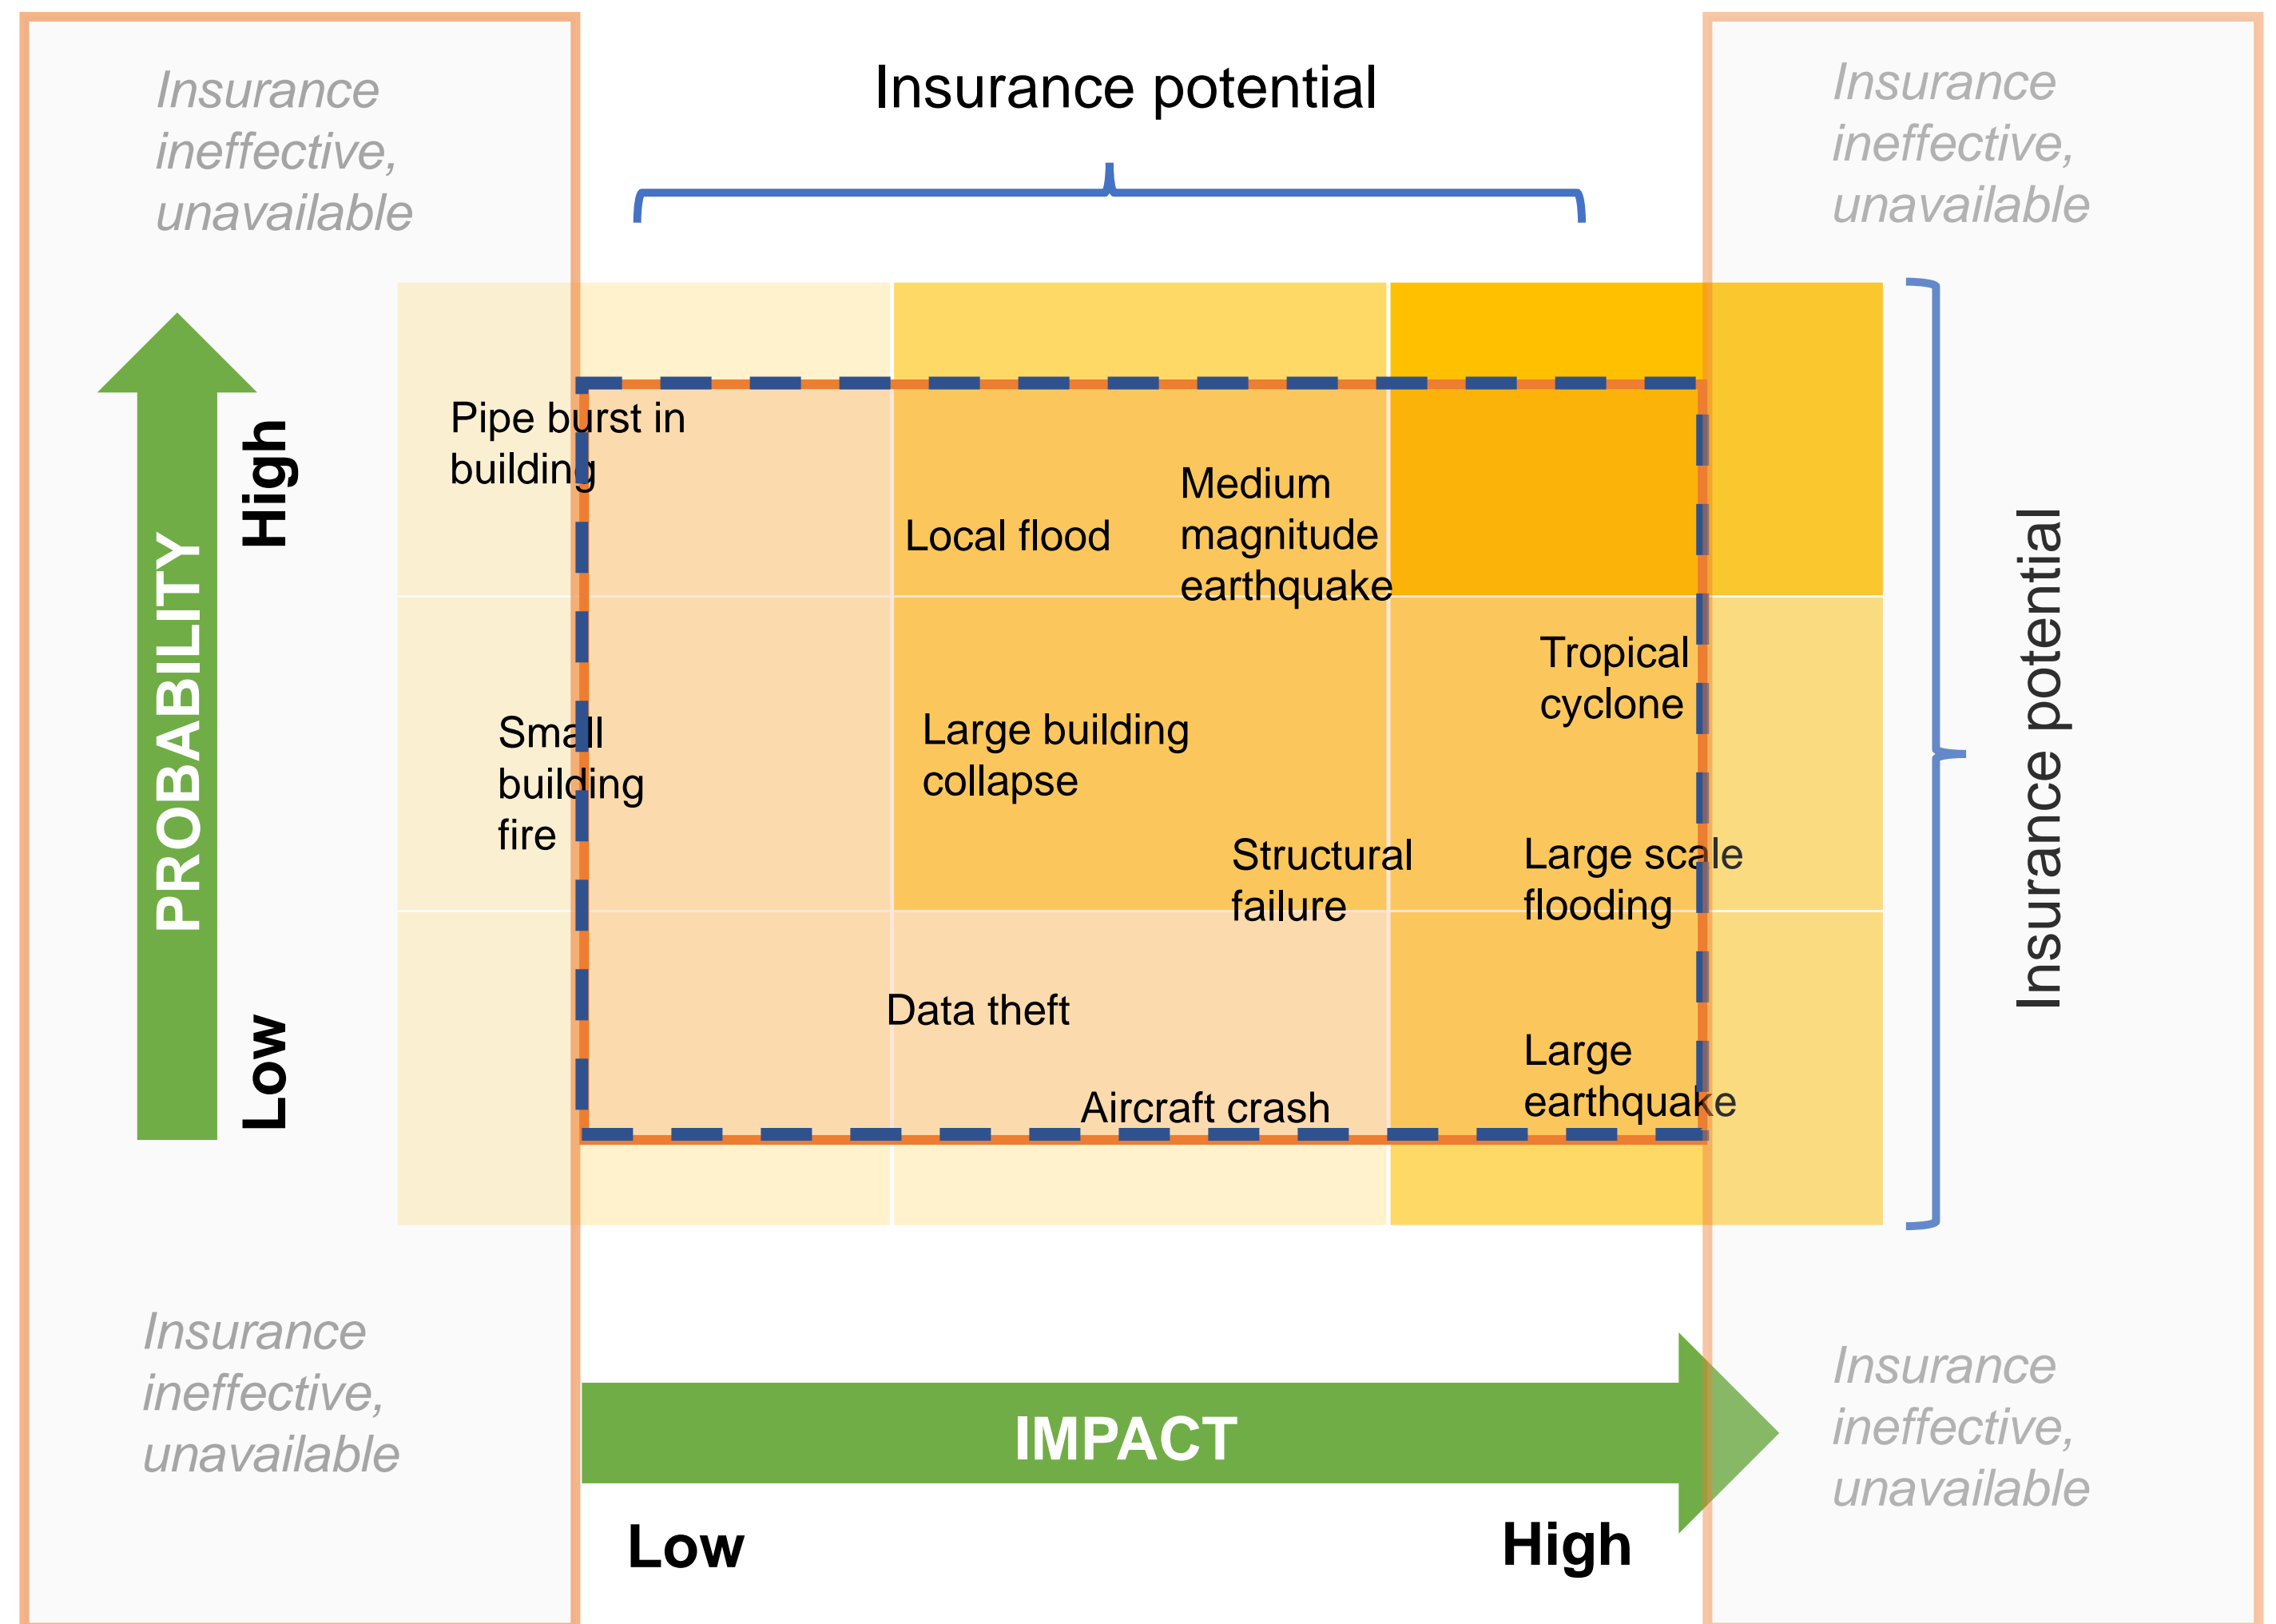 Insurance
ineffective,
unavailable
Insurance potential
Insurance
ineffective,
unavailable
PROBABILITY
High
Low
Pipe burst in
building
Local flood
Medium
magnitude
earthquake
Tropical
cyclone
Small
building
fire
Large building
collapse
Structural
failure
Large scale
flooding
Data theft
Aircraft crash
Large
earthquake
Insurance potential
Insurance
ineffective,
unavailable
IMPACT
Low
High
Insurance
ineffective,
unavailable